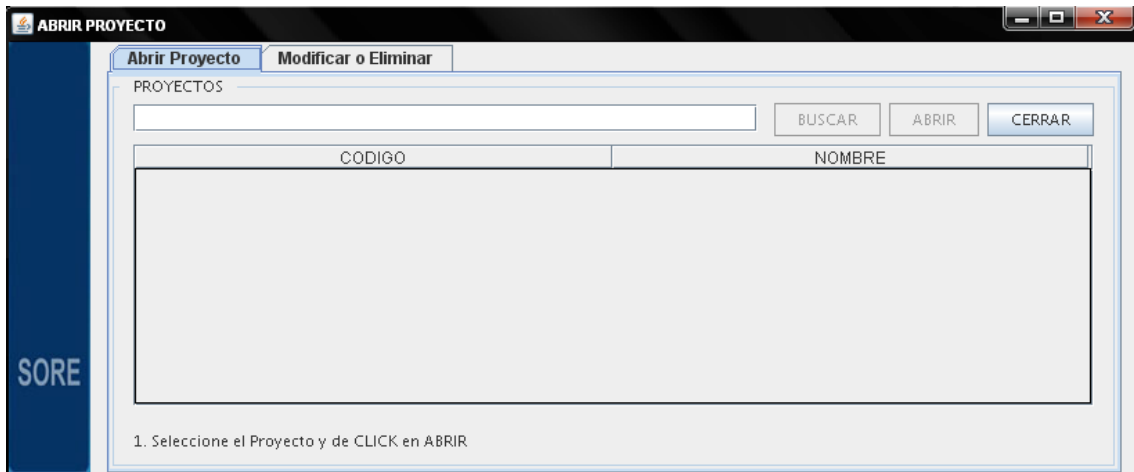 ABRIR PROYECTO
Abrir Proyecto Modificar o Eliminar
PROYECTOS
BUSCAR ABRIR CERRAR
CODIGO NOMBRE
SORE
1. Seleccione el Proyecto y de CLICK en ABRIR